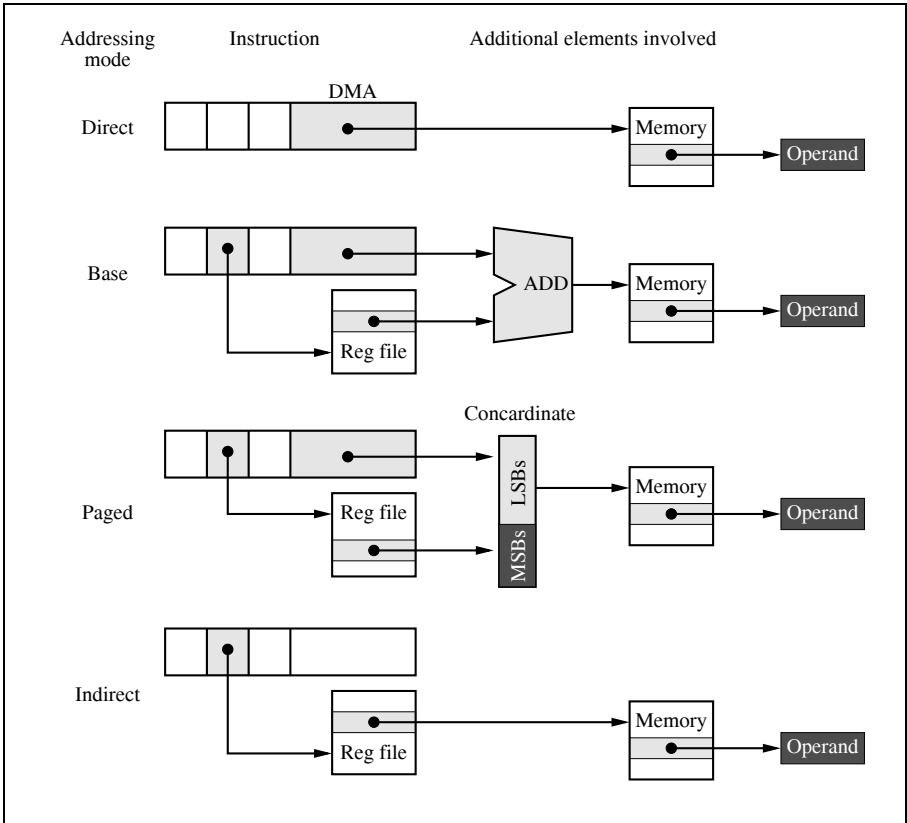 Addressing mode
Instruction
Additional elements involved
DMA
Direct
Memory
Operand
Base
ADD
Memory
Operand
Reg file
Concardinate
Paged
Reg file
LSBs
MSBs
Memory
Operand
Indirect
Reg file
Memory
Operand